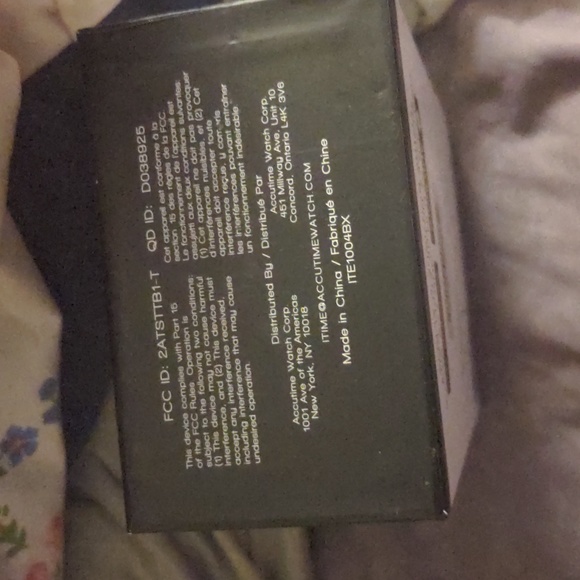 FCC ID: 2ATSTTB1-T
This device complies with Part 15
of the FCC Rules. Operation is
subject to the following two conditions:
(1) This device may not cause harmful
interference, and (2) This device must
accept any interference received,
including interference that may cause
undesired operation
QD ID: D038925
Cet appareil est conforme à la
section 15 des règles de la FCC.
Le fonctionnement de l'appareil est
assujetti aux deux conditions suivantes:
(1) Cet appareil ne doit pas provoquer
d'interférences nuisibles, et (2) Cet
appareil doit accepter toute
interférence reçue, y compris
les interférences pouvant entraîner
un fonctionnement indésirable
Distributed By / Distribué Par
Accutime Watch Corp.
1001 Ave of the Americas
New York, NY 10018
Accutime Watch Corp.
451 Millway Ave, Unit 10
Concord, Ontario L4K 3V6
ITIME@ACCUTIMEWATCH.COM
Made in China / Fabriqué en Chine
ITE1004BX